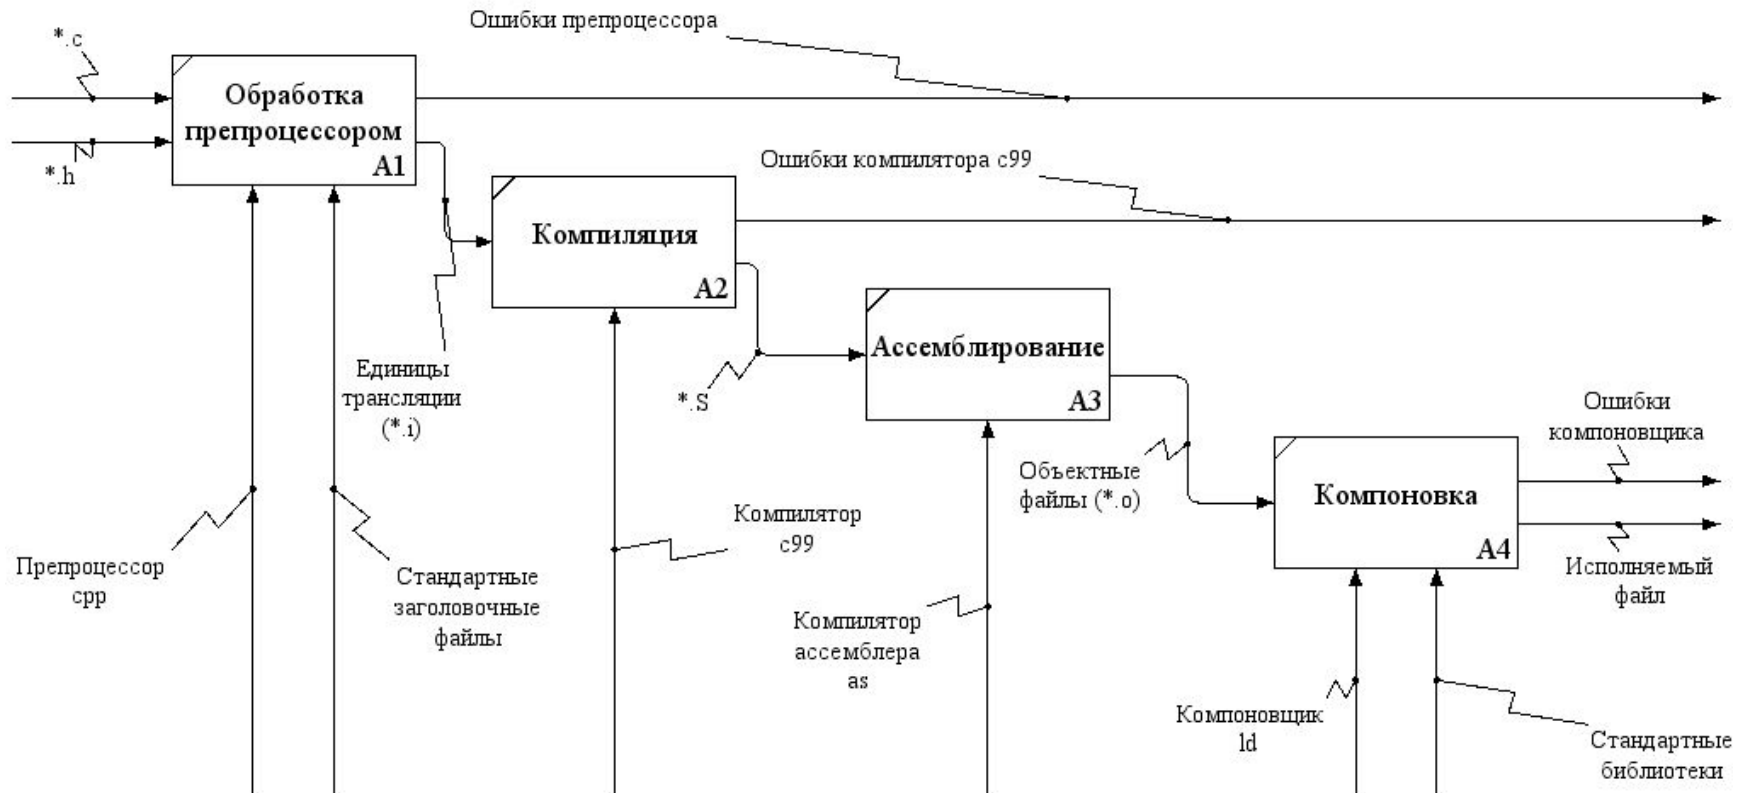 Ошибки препроцессора
*.c
Обработка
препроцессором
A1
*.h
Ошибки компилятора c99
Компиляция
A2
Единицы
трансляции
(*.i)
*.S
Ассемблирование
A3
Ошибки
компоновщика
Объектные
файлы (*.o)
Компоновка
A4
Компилятор
c99
Препроцессор
cpp
Стандартные
заголовочные
файлы
Исполняемый
файл
Компилятор
ассемблера
as
Компоновщик
ld
Стандартные
библиотеки